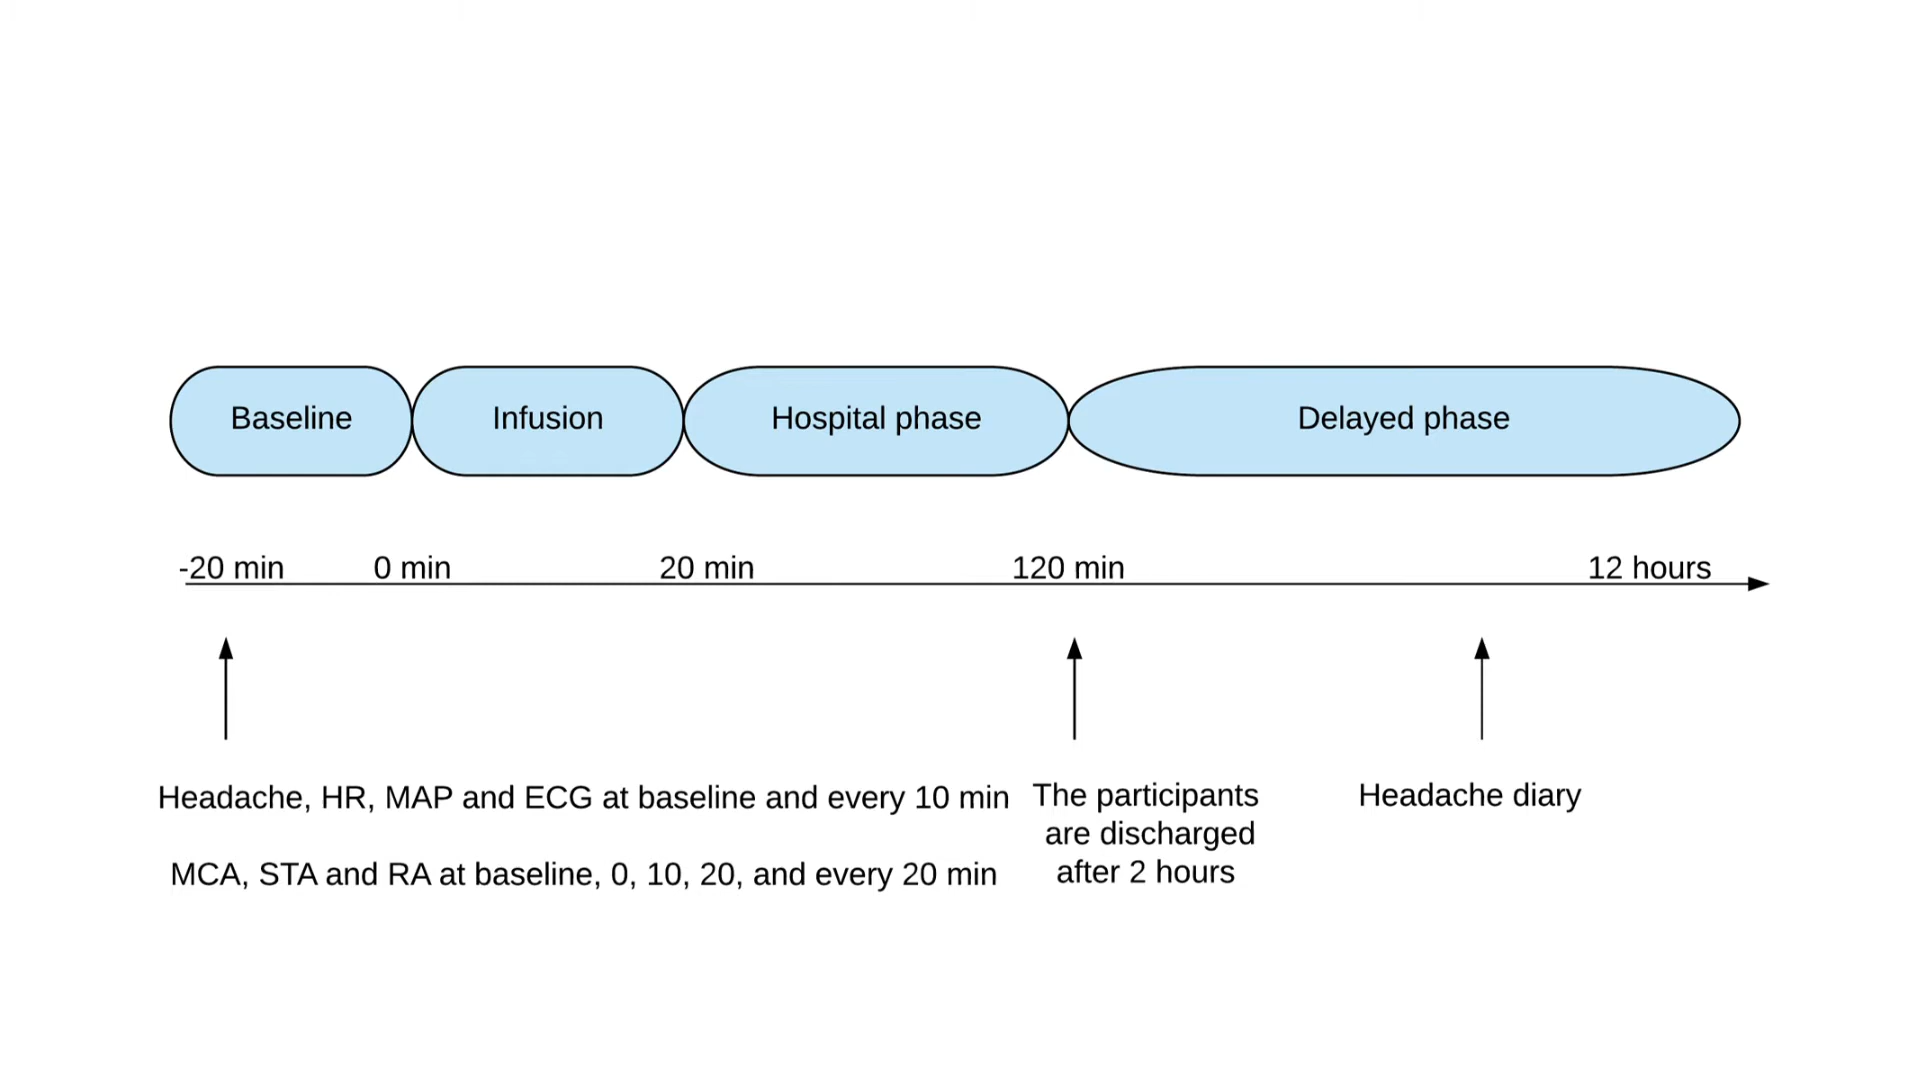 Baseline
Infusion
Hospital phase
Delayed phase
-20 min
0 min
20 min
120 min
12 hours
Headache, HR, MAP and ECG at baseline and every 10 min
MCA, STA and RA at baseline, 0, 10, 20, and every 20 min
The participants
are discharged
after 2 hours
Headache diary